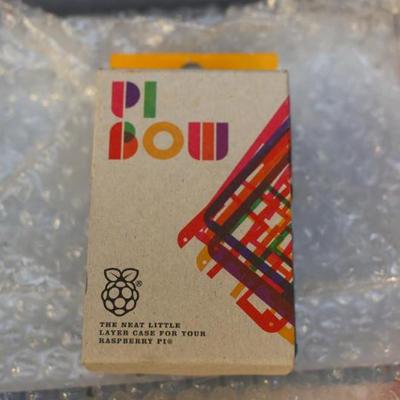 PI
BOW
®
THE NEAT LITTLE
LAYER CASE FOR YOUR
RASPBERRY PI®